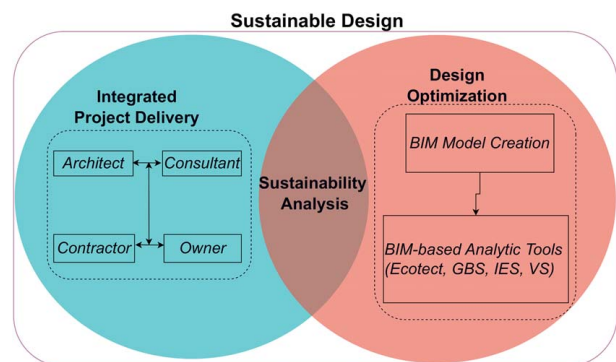 Sustainable Design
Integrated
Project Delivery
Architect
Consultant
Contractor
Owner
Sustainability
Analysis
Design
Optimization
BIM Model Creation
BIM-based Analytic Tools
(Ecotect, GBS, IES, VS)